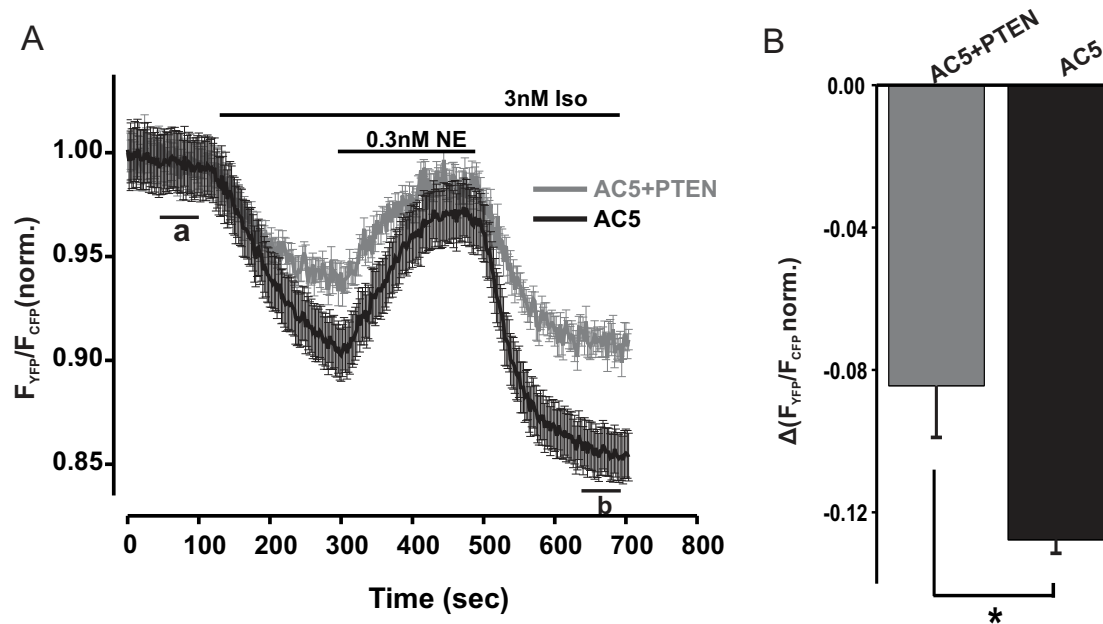 A
3nM Iso
0.3nM NE
AC5+PTEN
AC5
a
b
1.00
0.95
0.90
0.85
F_YFP/F_CFP(norm.)
0 100 200 300 400 500 600 700 800
Time (sec)
B
AC5+PTEN
AC5
0.00
-0.04
-0.08
-0.12
Δ(F_YFP/F_CFP norm.)
*